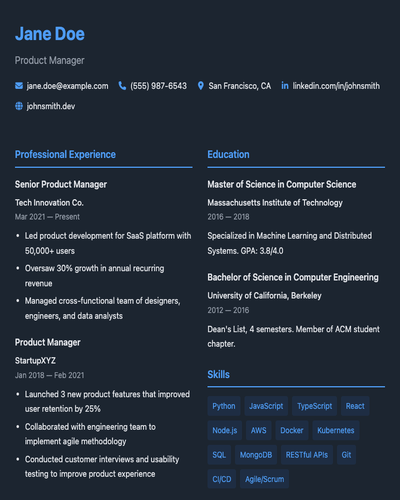 Jane Doe
Product Manager
jane.doe@example.com (555) 987-6543 San Francisco, CA linkedin.com/in/johnsmith
johnsmith.dev
Professional Experience
Senior Product Manager
Tech Innovation Co.
Mar 2021 — Present
• Led product development for SaaS platform with
50,000+ users
• Oversaw 30% growth in annual recurring
revenue
• Managed cross-functional team of designers,
engineers, and data analysts
Product Manager
StartupXYZ
Jan 2018 — Feb 2021
• Launched 3 new product features that improved
user retention by 25%
• Collaborated with engineering team to
implement agile methodology
• Conducted customer interviews and usability
testing to improve product experience
Education
Master of Science in Computer Science
Massachusetts Institute of Technology
2016 — 2018
Specialized in Machine Learning and Distributed
Systems. GPA: 3.8/4.0
Bachelor of Science in Computer Engineering
University of California, Berkeley
2012 — 2016
Dean's List, 4 semesters. Member of ACM student
chapter.
Skills
Python JavaScript TypeScript React
Node.js AWS Docker Kubernetes
SQL MongoDB RESTful APIs Git
CI/CD Agile/Scrum